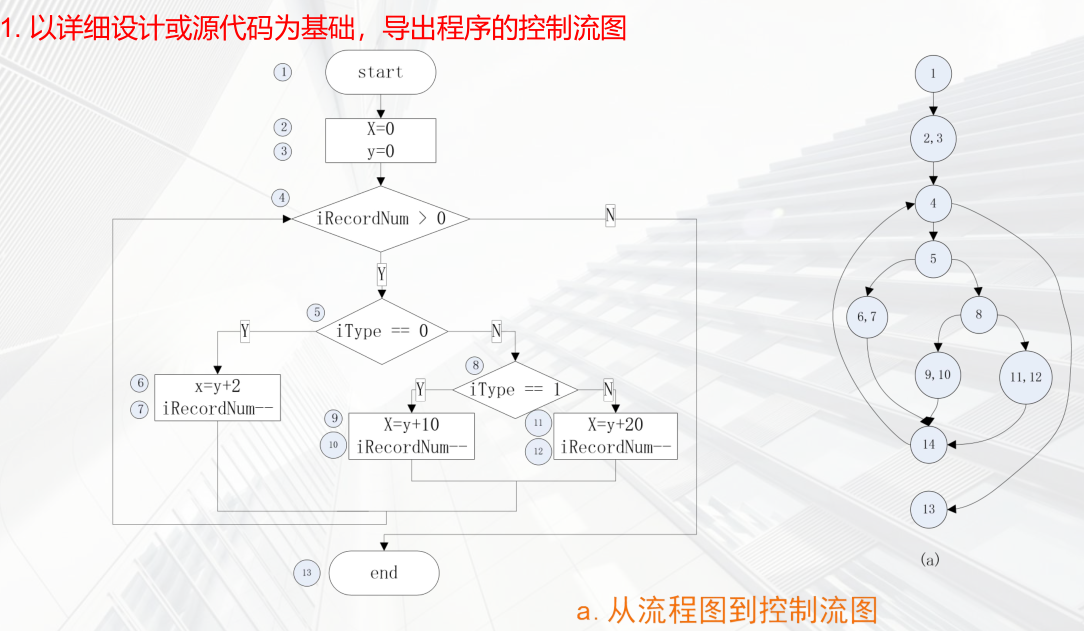 1. 以详细设计或源代码为基础，导出程序的控制流图
1
start
2
X=0
3
y=0
4
iRecordNum > 0
N
Y
5
iType == 0
Y
N
8
iType == 1
Y
N
6
x=y+2
7
iRecordNum--
9
X=y+10
10
iRecordNum--
11
X=y+20
12
iRecordNum--
13
end
1
2,3
4
5
6,7
8
9,10
11,12
14
13
(a)
a. 从流程图到控制流图